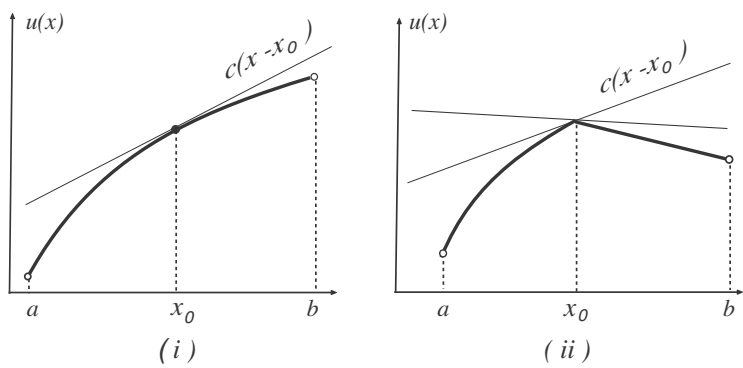 u(x)
c(x - x₀)
a
x₀
b
(i)
u(x)
c(x - x₀)
a
x₀
b
(ii)